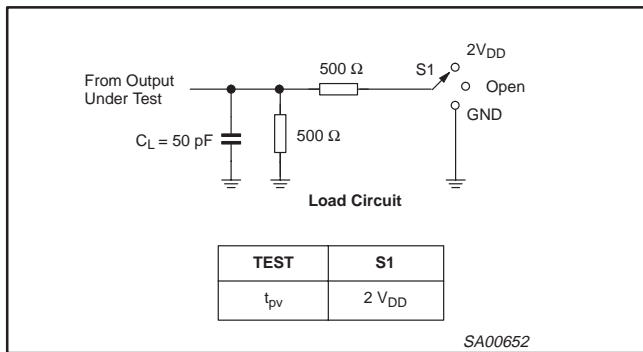 2VDD
500 Ω
S1
From Output
Under Test
Open
GND
CL = 50 pF
500 Ω
Load Circuit
TEST S1
tpv 2 VDD
SA00652